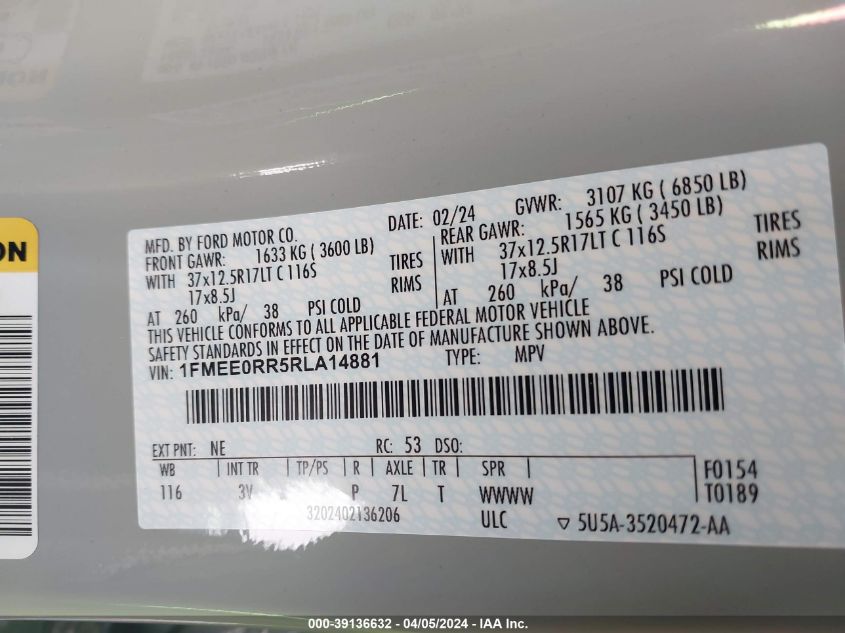 ON
MFD. BY FORD MOTOR CO.
DATE: 02/24 GVWR: 3107 KG ( 6850 LB)
FRONT GAWR: 1633 KG ( 3600 LB)
REAR GAWR: 1565 KG ( 3450 LB)
WITH 37x12.5R17LT C 116S TIRES
WITH 37x12.5R17LT C 116S TIRES
17x8.5J RIMS
17x8.5J RIMS
AT 260 kPa/ 38 PSI COLD
AT 260 kPa/ 38 PSI COLD
THIS VEHICLE CONFORMS TO ALL APPLICABLE FEDERAL MOTOR VEHICLE
SAFETY STANDARDS IN EFFECT ON THE DATE OF MANUFACTURE SHOWN ABOVE.
VIN: 1FMEE0RR5RLA14881 TYPE: MPV
EXT PNT: NE RC: 53 DSO:
WB | INT TR | TP/PS | R | AXLE | TR | SPR F0154
116 3V P 7L T WWWW T0189
3202402136206 ULC ▽ 5U5A-3520472-AA
000-39136632 - 04/05/2024 - IAA Inc.